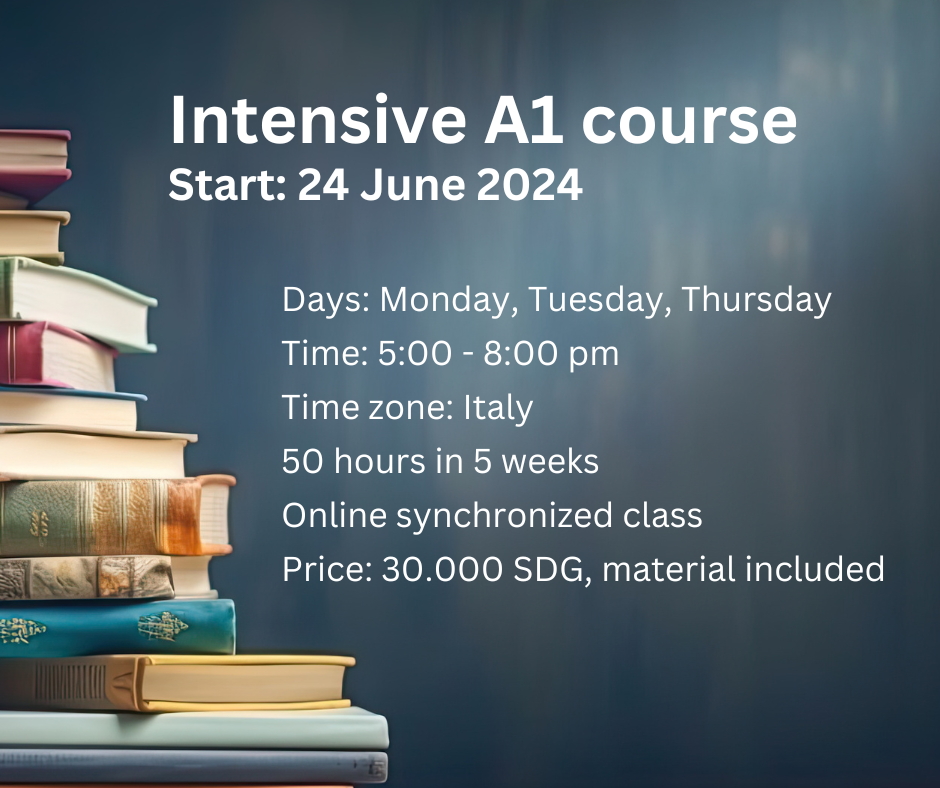 Intensive A1 course
Start: 24 June 2024
Days: Monday, Tuesday, Thursday
Time: 5:00 - 8:00 pm
Time zone: Italy
50 hours in 5 weeks
Online synchronized class
Price: 30.000 SDG, material included